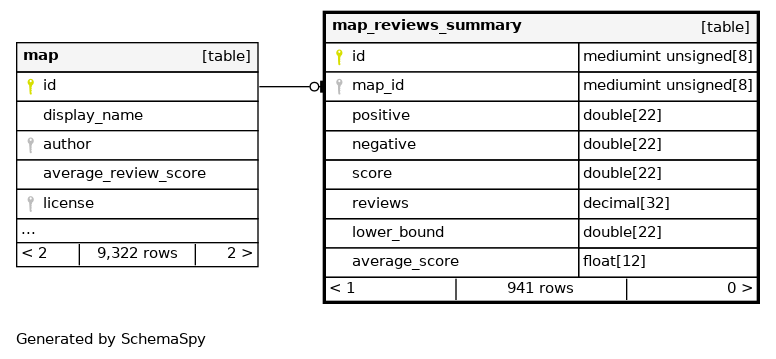 map [table]
id
display_name
author
average_review_score
license
...
< 2 9,322 rows 2 >
map_reviews_summary [table]
id mediumint unsigned[8]
map_id mediumint unsigned[8]
positive double[22]
negative double[22]
score double[22]
reviews decimal[32]
lower_bound double[22]
average_score float[12]
< 1 941 rows 0 >
Generated by SchemaSpy